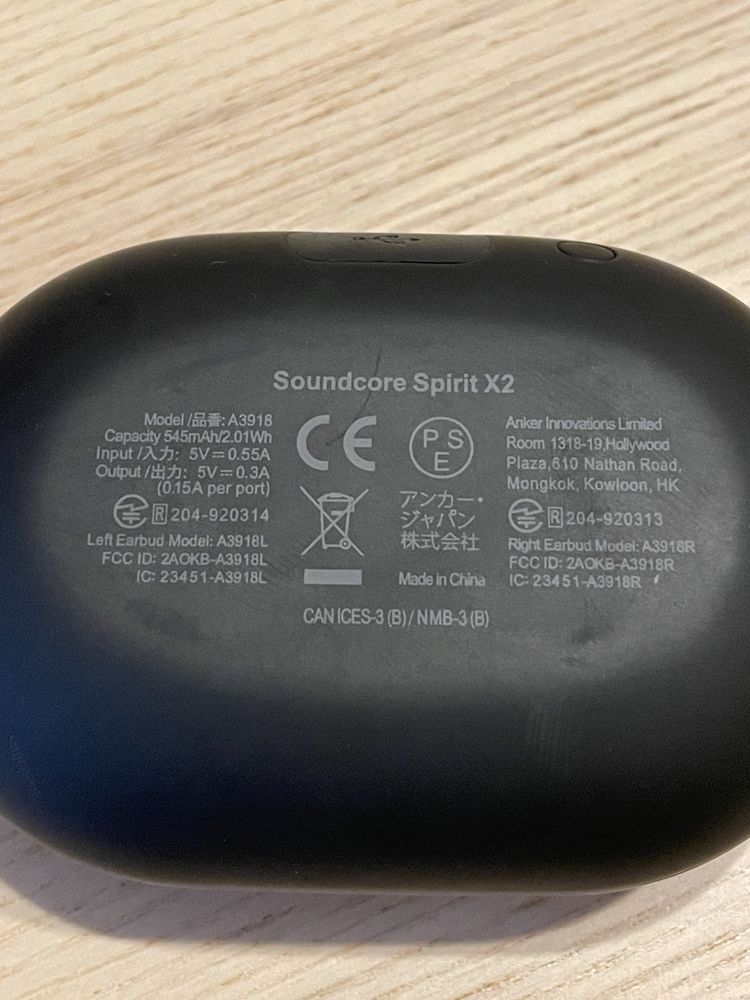 Soundcore Spirit X2
Model /品番: A3918
Capacity 545mAh/2.01Wh
Input /入力: 5V⎓0.55A
Output /出力: 5V⎓0.3A
(0.15A per port)
R 204-920314
Left Earbud Model: A3918L
FCC ID: 2AOKB-A3918L
IC: 23451-A3918L
CE
PSE
アンカー・
ジャパン
株式会社
Made in China
Anker Innovations Limited
Room 1318-19,Hollywood
Plaza,610 Nathan Road,
Mongkok, Kowloon, HK
R 204-920313
Right Earbud Model: A3918R
FCC ID: 2AOKB-A3918R
IC: 23451-A3918R
CAN ICES-3 (B) / NMB-3 (B)